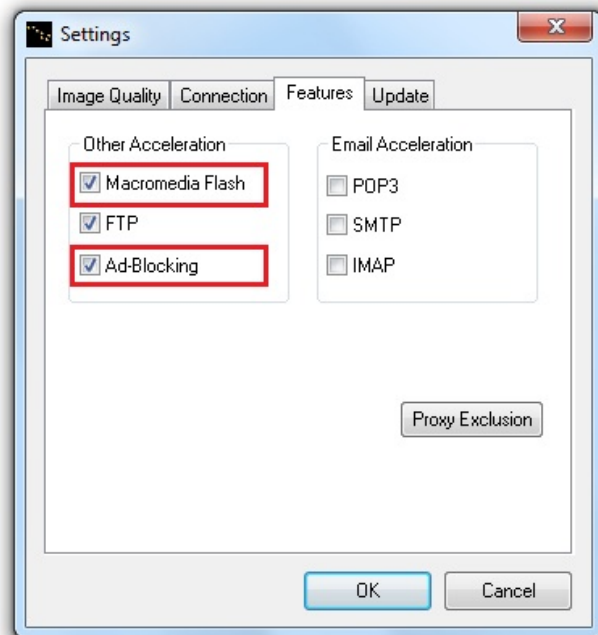 Settings
Image Quality Connection Features Update
Other Acceleration
Macromedia Flash
FTP
Ad-Blocking
Email Acceleration
POP3
SMTP
IMAP
Proxy Exclusion
OK Cancel